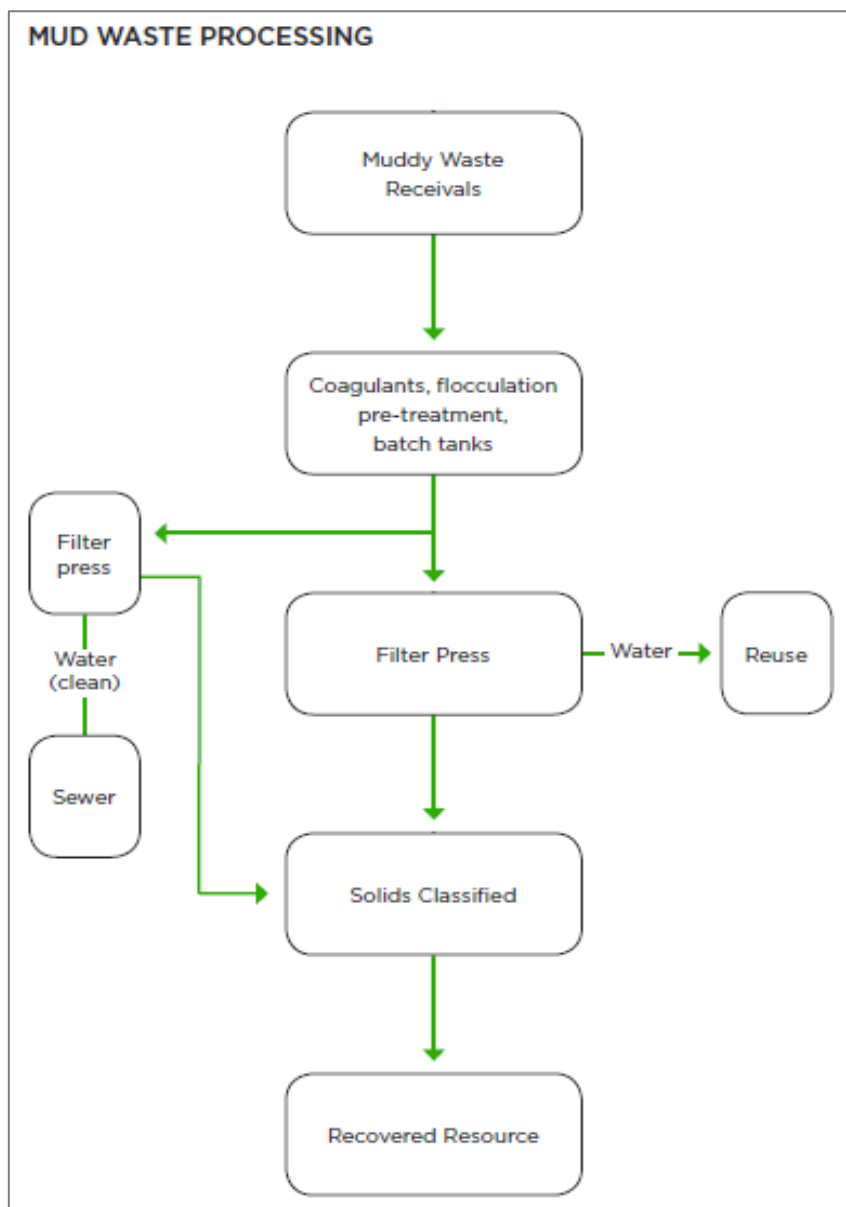 MUD WASTE PROCESSING
Muddy Waste
Receivals
Coagulants, flocculation
pre-treatment,
batch tanks
Filter
press
Filter Press
Water
Reuse
Water
(clean)
Sewer
Solids Classified
Recovered Resource